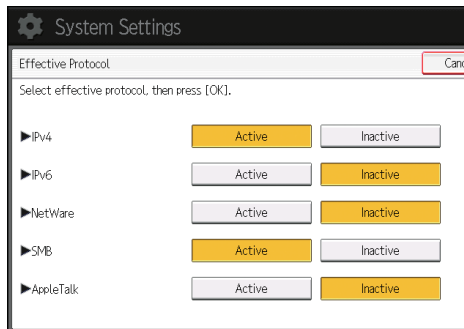 System Settings
Effective Protocol
Canc
Select effective protocol, then press [OK].
▶IPv4 Active Inactive
▶IPv6 Active Inactive
▶NetWare Active Inactive
▶SMB Active Inactive
▶AppleTalk Active Inactive